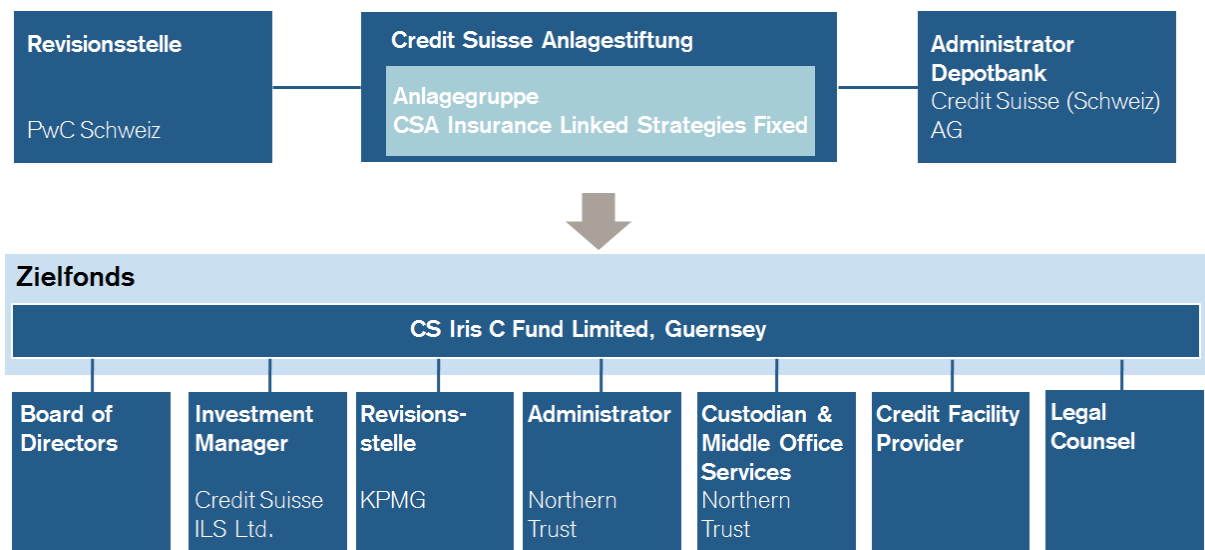 Revisionsstelle
PwC Schweiz
Credit Suisse Anlagestiftung
Anlagegruppe
CSA Insurance Linked Strategies Fixed
Administrator
Depotbank
Credit Suisse (Schweiz)
AG
Zielfonds
CS Iris C Fund Limited, Guernsey
Board of
Directors
Investment
Manager
Credit Suisse
ILS Ltd.
Revisions-
stelle
KPMG
Administrator
Northern
Trust
Custodian &
Middle Office
Services
Northern
Trust
Credit Facility
Provider
Legal
Counsel